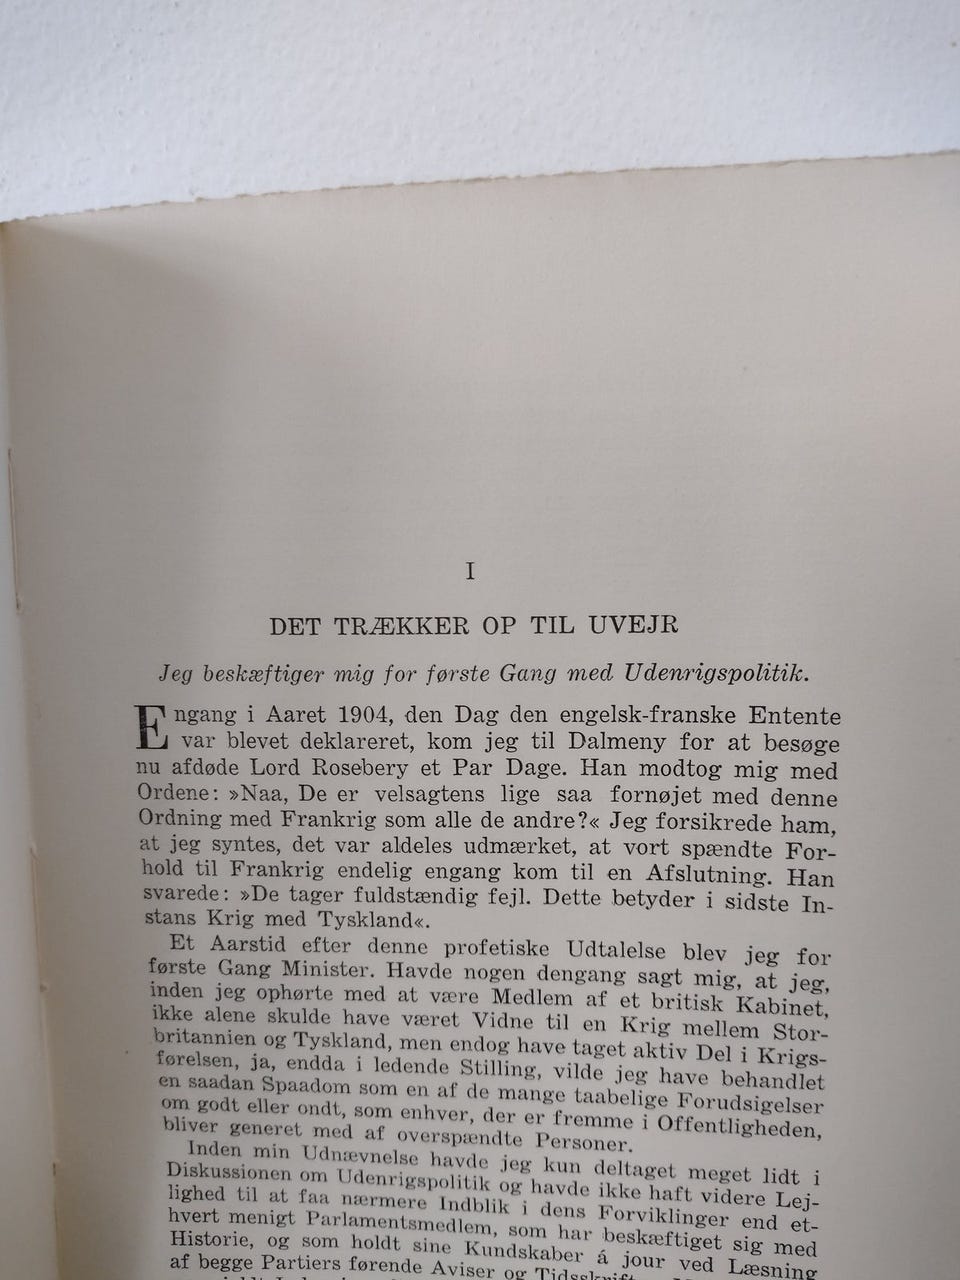 I
DET TRÆKKER OP TIL UVEJR
Jeg beskæftiger mig for første Gang med Udenrigspolitik.
Engang i Aaret 1904, den Dag den engelsk-franske Entente
var blevet deklareret, kom jeg til Dalmeny for at besøge
nu afdøde Lord Rosebery et Par Dage. Han modtog mig med
Ordene: »Naa, De er velsagtens lige saa fornøjet med denne
Ordning med Frankrig som alle de andre?« Jeg forsikrede ham,
at jeg syntes, det var aldeles udmærket, at vort spændte For-
hold til Frankrig endelig engang kom til en Afslutning. Han
svarede: »De tager fuldstændig fejl. Dette betyder i sidste In-
stans Krig med Tyskland«.
Et Aarstid efter denne profetiske Udtalelse blev jeg for
første Gang Minister. Havde nogen dengang sagt mig, at jeg,
inden jeg ophørte med at være Medlem af et britisk Kabinet,
ikke alene skulde have været Vidne til en Krig mellem Stor-
britannien og Tyskland, men endog have taget aktiv Del i Krigs-
førelsen, ja, endda i ledende Stilling, vilde jeg have behandlet
en saadan Spaadom som en af de mange taabelige Forudsigelser
om godt eller ondt, som enhver, der er fremme i Offentligheden,
bliver generet med af overspændte Personer.
Inden min Udnævnelse havde jeg kun deltaget meget lidt i
Diskussionen om Udenrigspolitik og havde ikke haft videre Lej-
lighed til at faa nærmere Indblik i dens Forviklinger end et-
hvert menigt Parlamentsmedlem, som har beskæftiget sig med
Historie, og som holdt sine Kundskaber á jour ved Læsning
af begge Partiers førende Aviser og